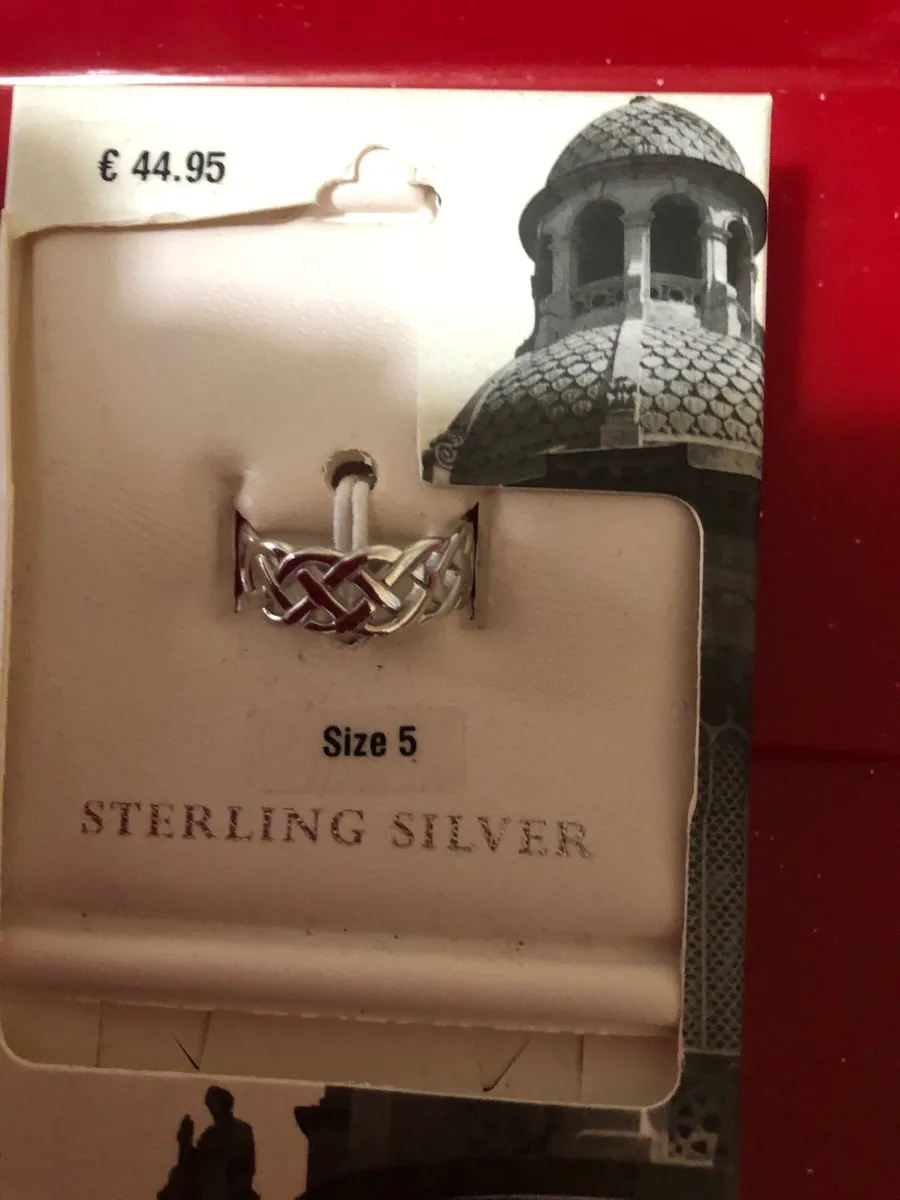 € 44.95
Size 5
STERLING SILVER